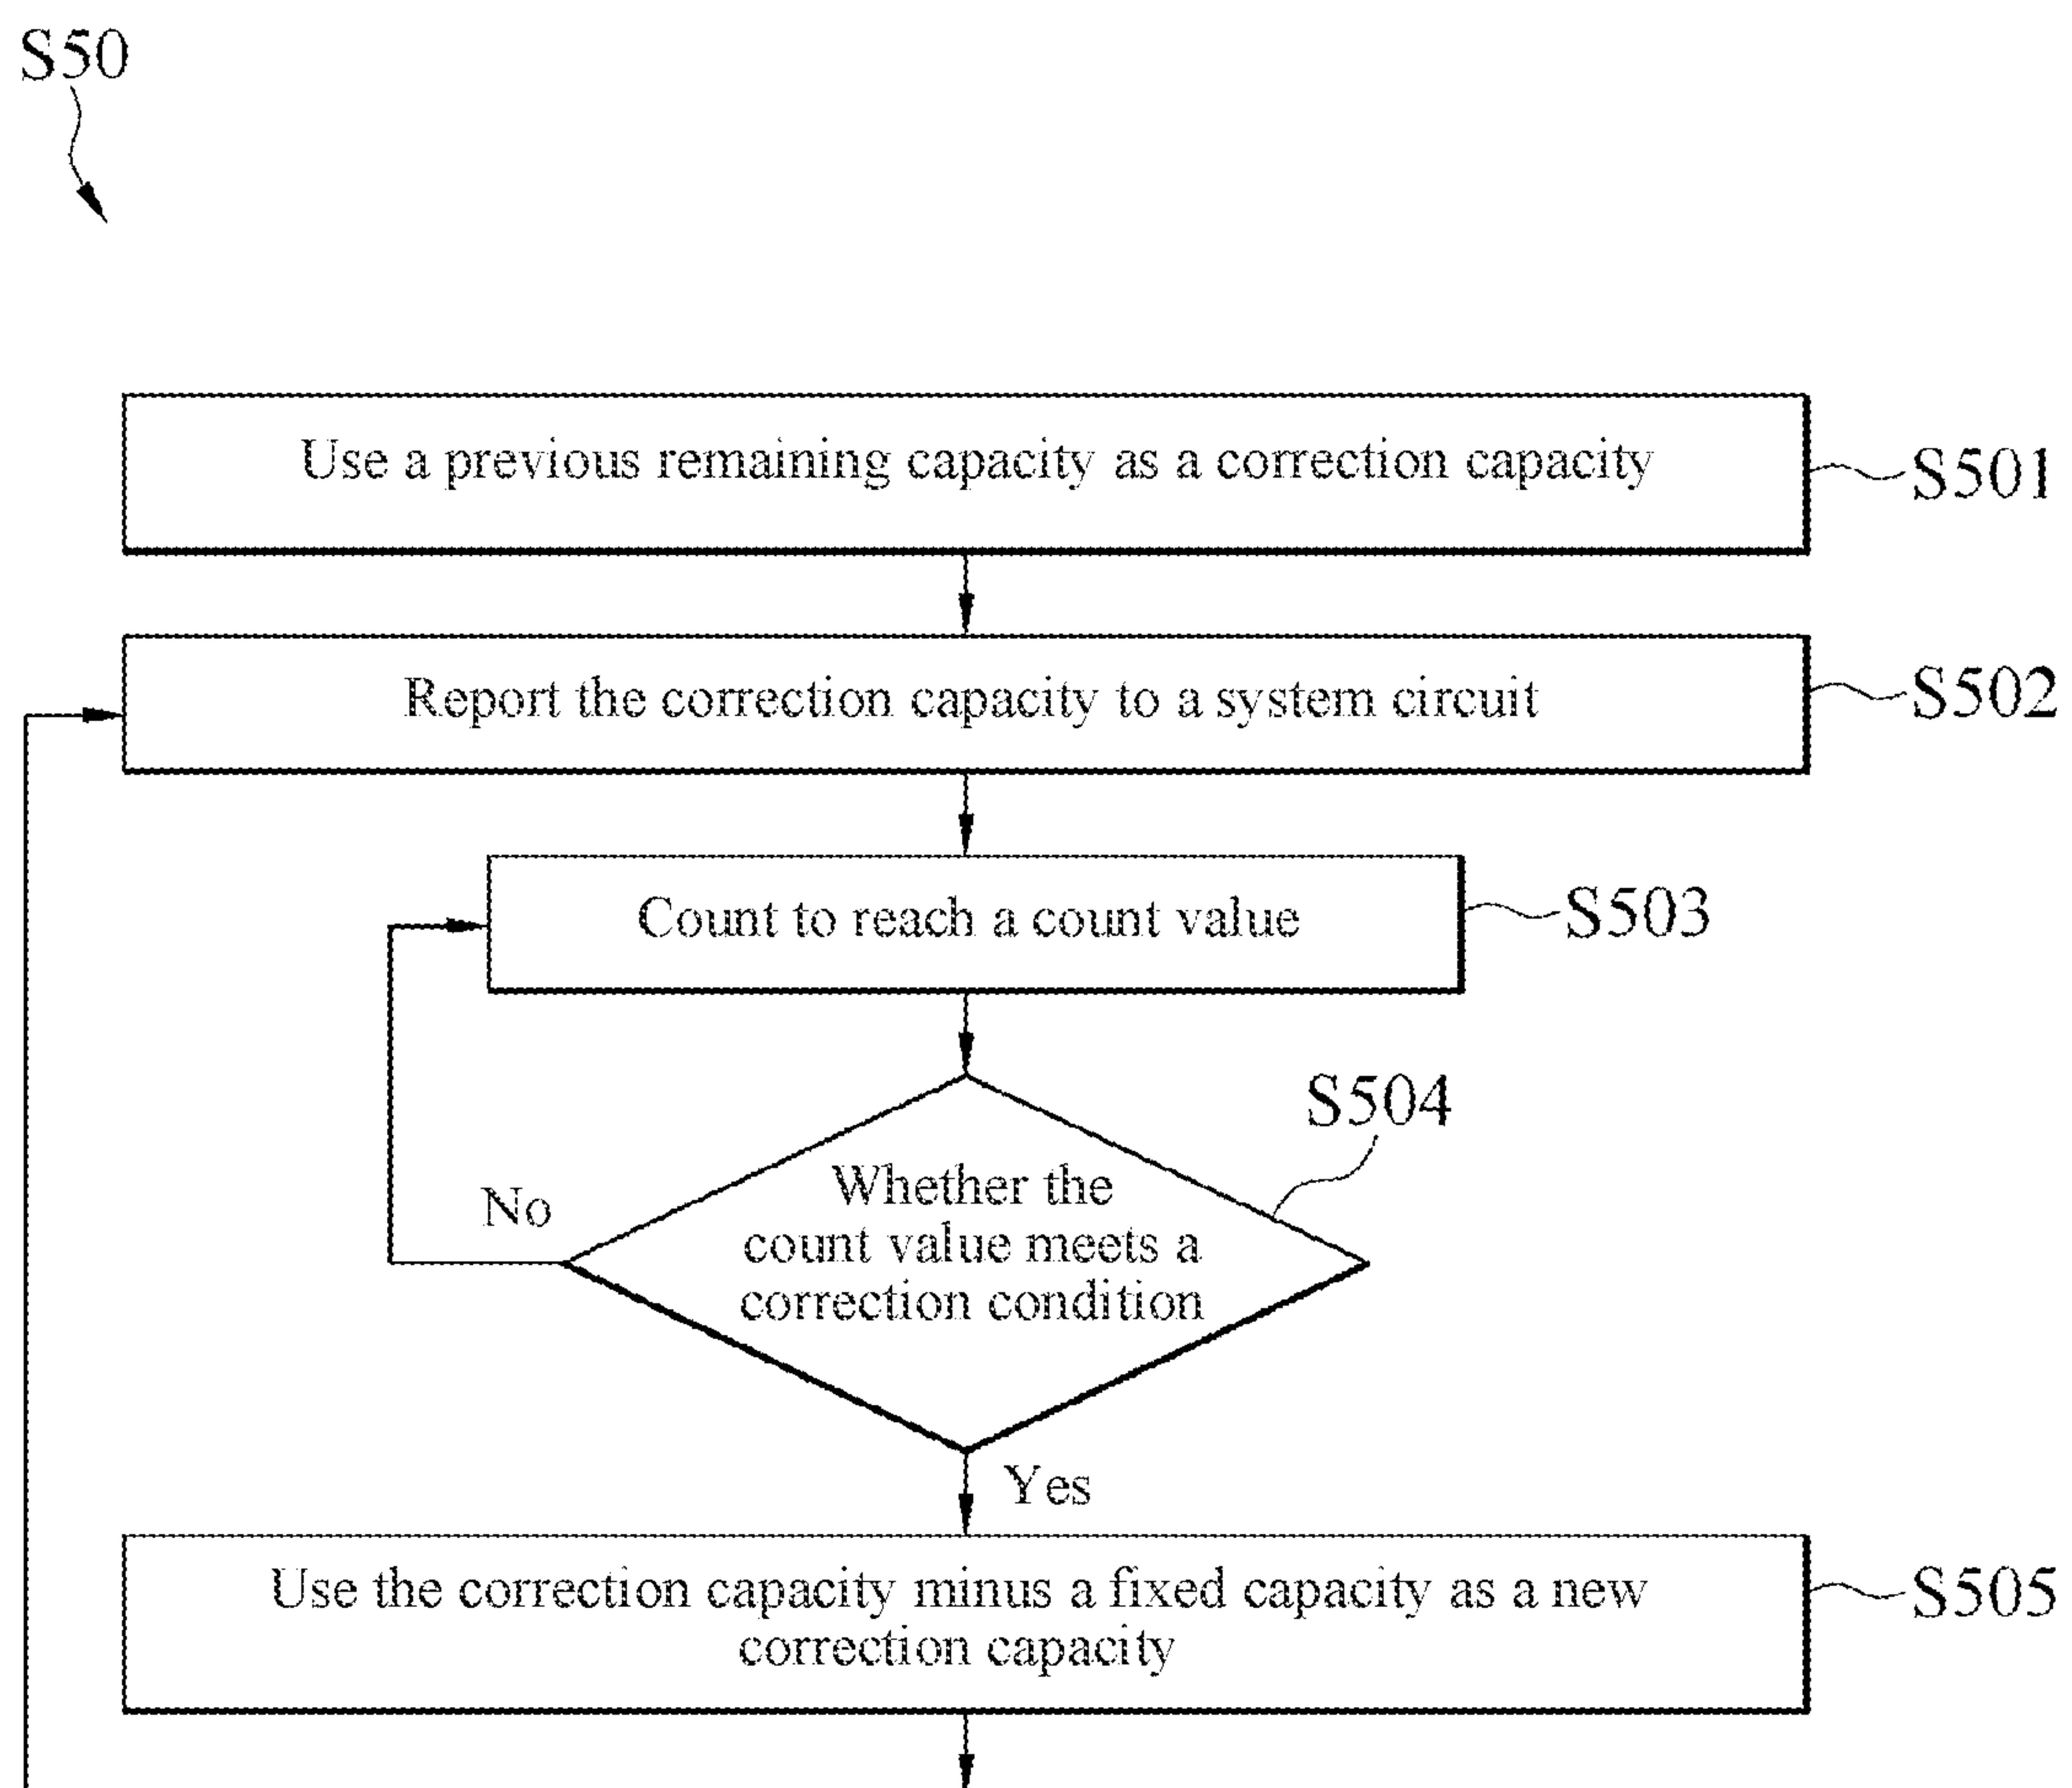 S50
Use a previous remaining capacity as a correction capacity
S501
Report the correction capacity to a system circuit
S502
Count to reach a count value
S503
S504
Whether the
count value meets a
correction condition
No
Yes
Use the correction capacity minus a fixed capacity as a new
correction capacity
S505